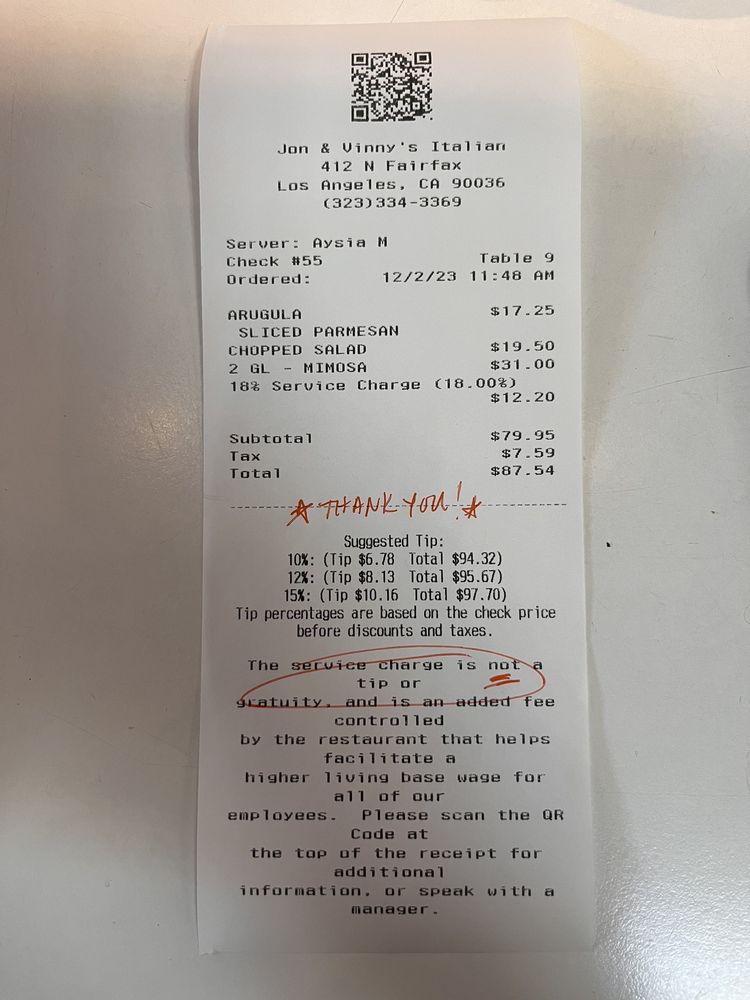 Jon & Vinny's Italian
412 N Fairfax
Los Angeles, CA 90036
(323)334-3369
Server: Aysia M
Check #55 Table 9
Ordered: 12/2/23 11:48 AM
ARUGULA $17.25
SLICED PARMESAN
CHOPPED SALAD $19.50
2 GL - MIMOSA $31.00
18% Service Charge (18.00%)
$12.20
Subtotal $79.95
Tax $7.59
Total $87.54
THANK YOU!
Suggested Tip:
10%: (Tip $6.78 Total $94.32)
12%: (Tip $8.13 Total $95.67)
15%: (Tip $10.16 Total $97.70)
Tip percentages are based on the check price
before discounts and taxes.
The service charge is not a
tip or
gratuity, and is an added fee
controlled
by the restaurant that helps
facilitate a
higher living base wage for
all of our
employees. Please scan the QR
Code at
the top of the receipt for
additional
information, or speak with a
manager.